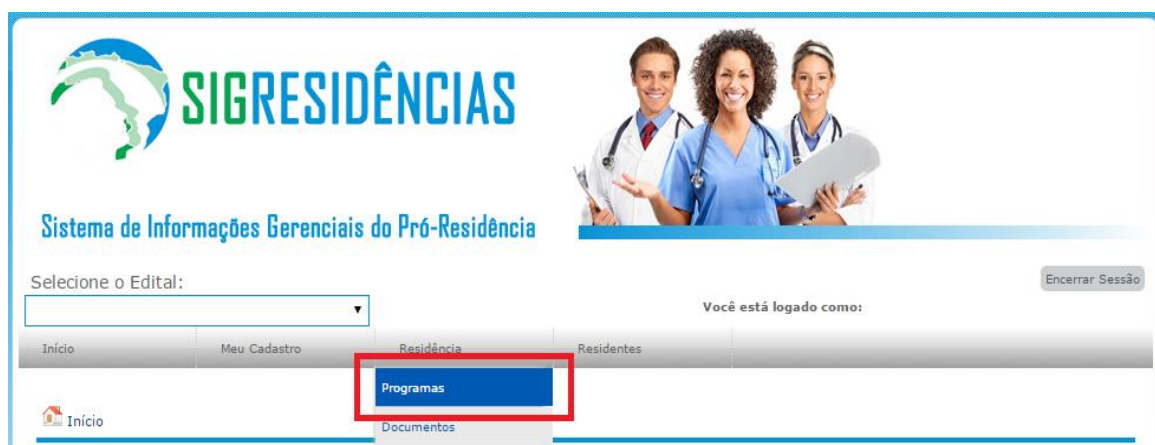 SIGRESIDÊNCIAS
Sistema de Informações Gerenciais do Pró-Residência
Selecione o Edital:
Encerrar Sessão
Você está logado como:
Início Meu Cadastro Residência Residentes
Programas
Início
Documentos